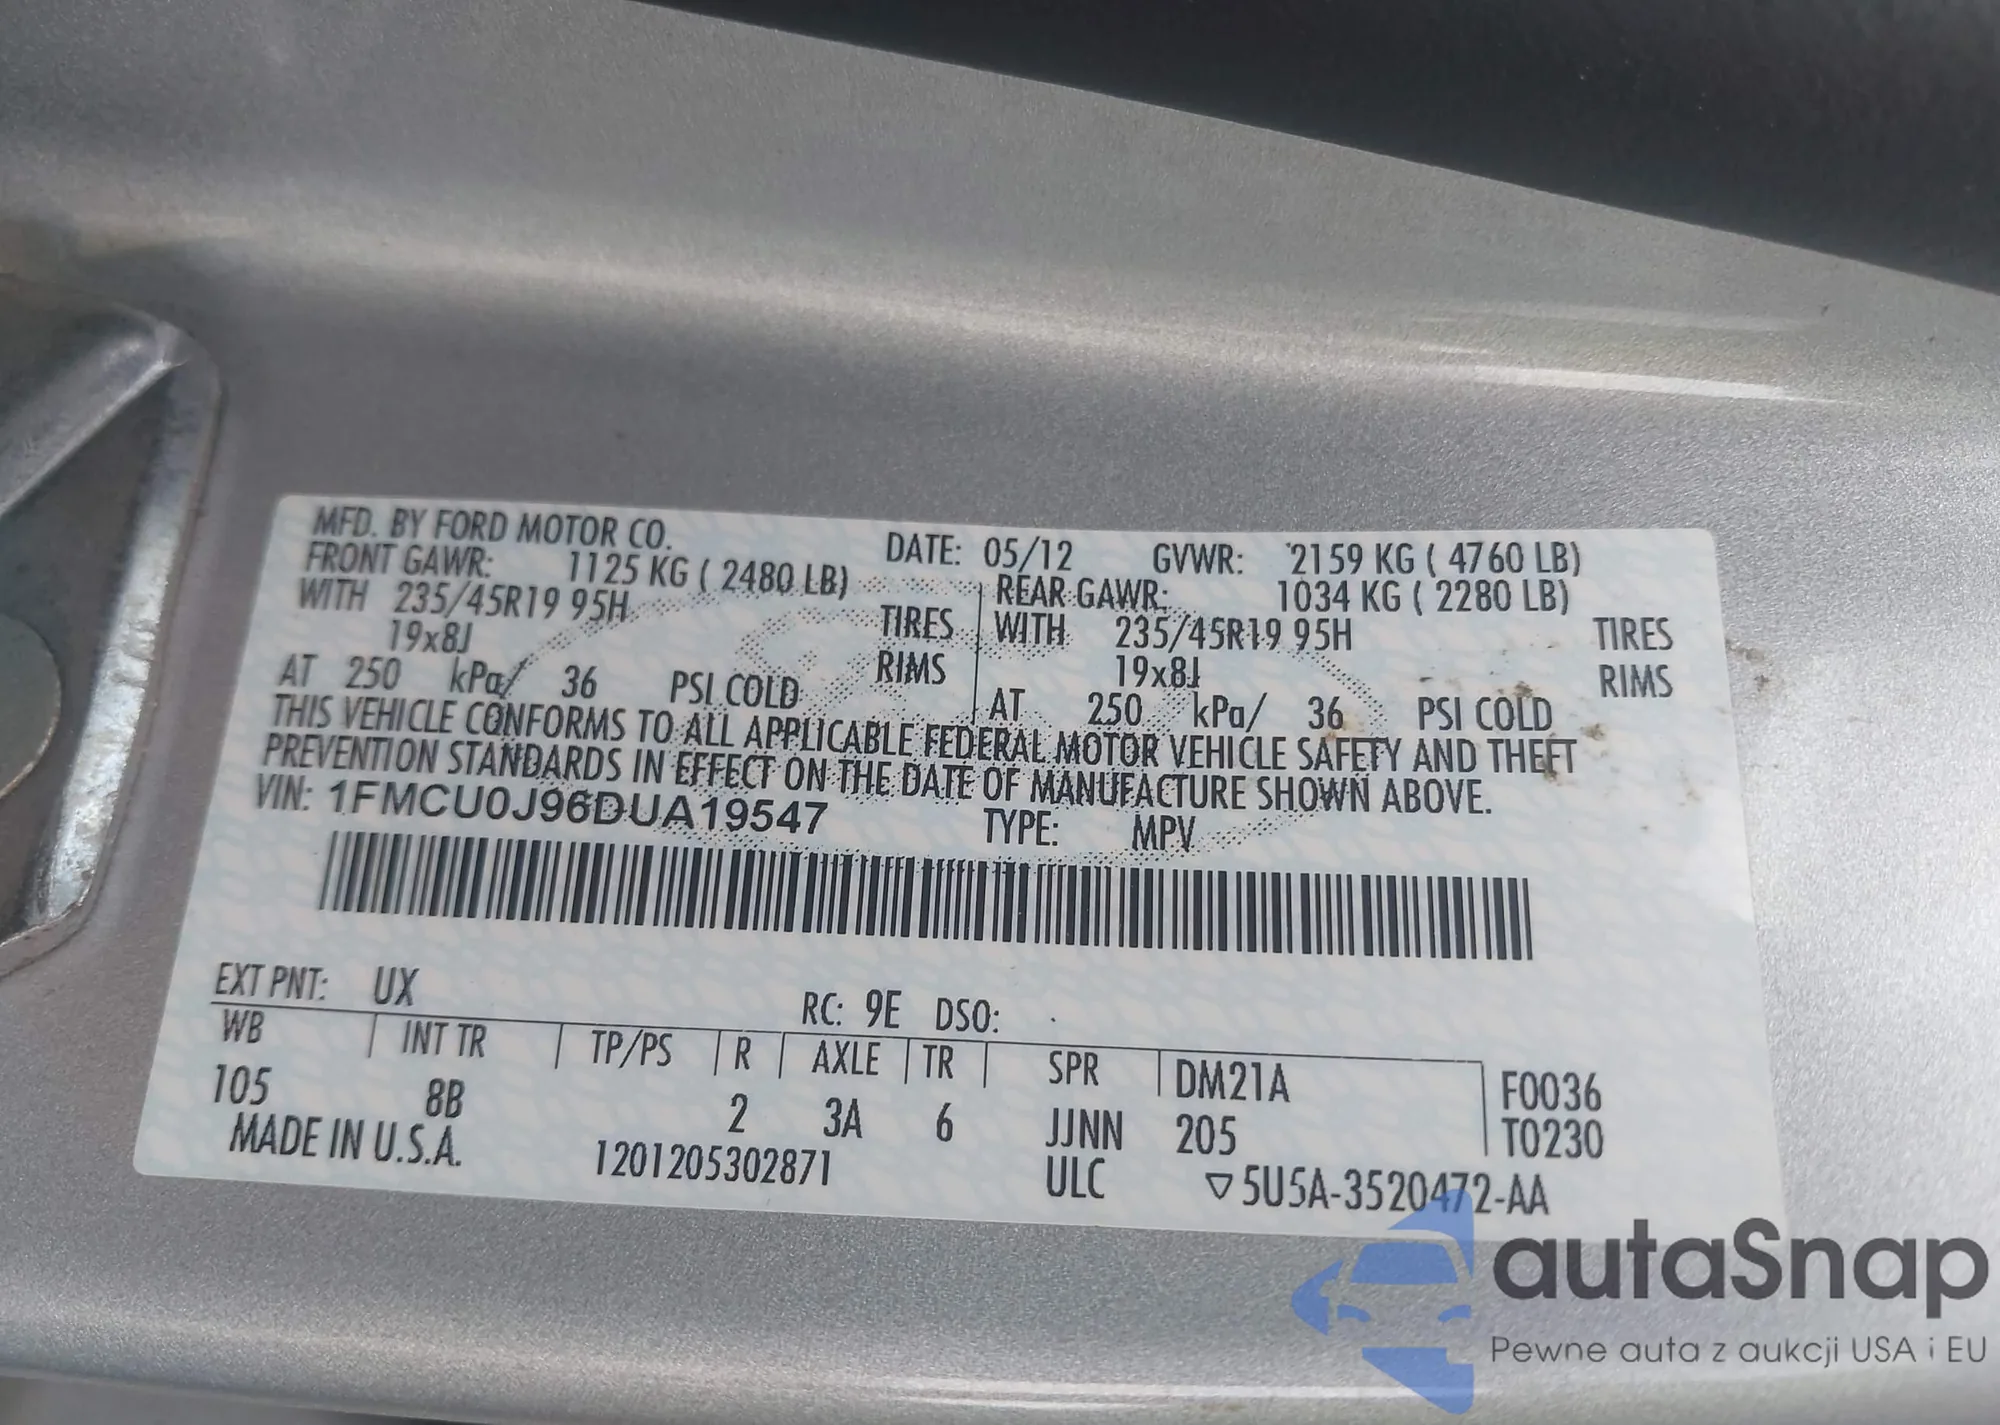 MFD. BY FORD MOTOR CO. DATE: 05/12 GVWR: 2159 KG ( 4760 LB)
FRONT GAWR: 1125 KG ( 2480 LB) REAR GAWR: 1034 KG ( 2280 LB)
WITH 235/45R19 95H TIRES WITH 235/45R19 95H TIRES
19x8J RIMS 19x8J RIMS
AT 250 kPa/ 36 PSI COLD AT 250 kPa/ 36 PSI COLD
THIS VEHICLE CONFORMS TO ALL APPLICABLE FEDERAL MOTOR VEHICLE SAFETY AND THEFT
PREVENTION STANDARDS IN EFFECT ON THE DATE OF MANUFACTURE SHOWN ABOVE.
VIN: 1FMCU0J96DUA19547 TYPE: MPV
EXT PNT: UX RC: 9E DSO:
WB INT TR TP/PS R AXLE TR SPR DM21A F0036
105 8B 2 3A 6 JJNN 205 T0230
MADE IN U.S.A. 1201205302871 ULC ▽5U5A-3520472-AA
autaSnap
Pewne auta z aukcji USA i EU